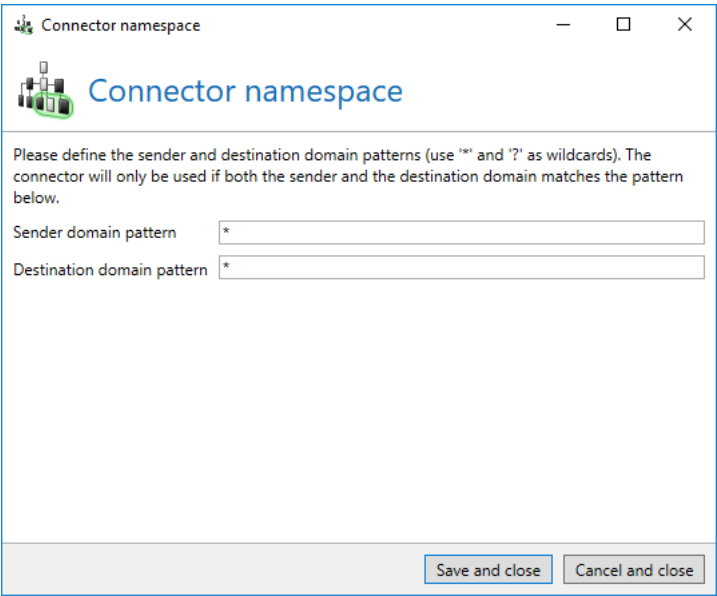 Connector namespace
Connector namespace
Please define the sender and destination domain patterns (use '*' and '?' as wildcards). The
connector will only be used if both the sender and the destination domain matches the pattern
below.
Sender domain pattern *
Destination domain pattern *
Save and close Cancel and close